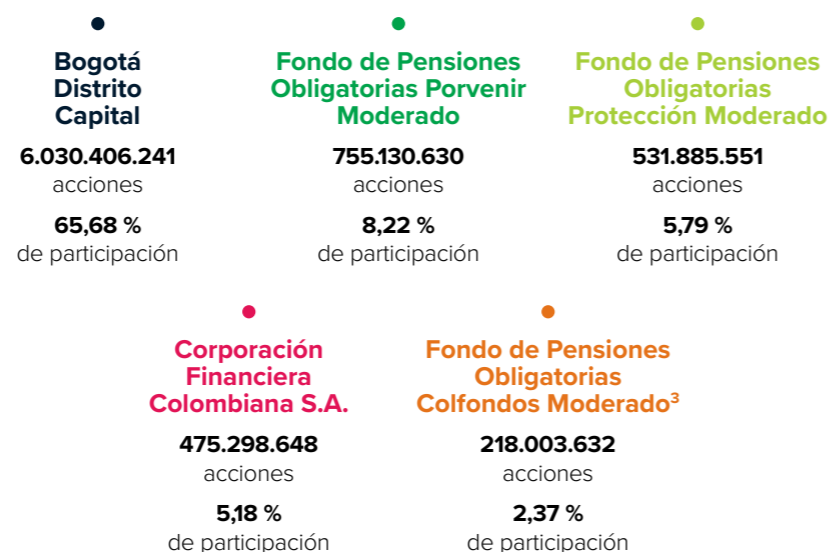 Bogotá
Distrito
Capital
6.030.406.241
acciones
65,68 %
de participación
Fondo de Pensiones
Obligatorias Porvenir
Moderado
755.130.630
acciones
8,22 %
de participación
Fondo de Pensiones
Obligatorias
Protección Moderado
531.885.551
acciones
5,79 %
de participación
Corporación
Financiera
Colombiana S.A.
475.298.648
acciones
5,18 %
de participación
Fondo de Pensiones
Obligatorias
Colfondos Moderado³
218.003.632
acciones
2,37 %
de participación